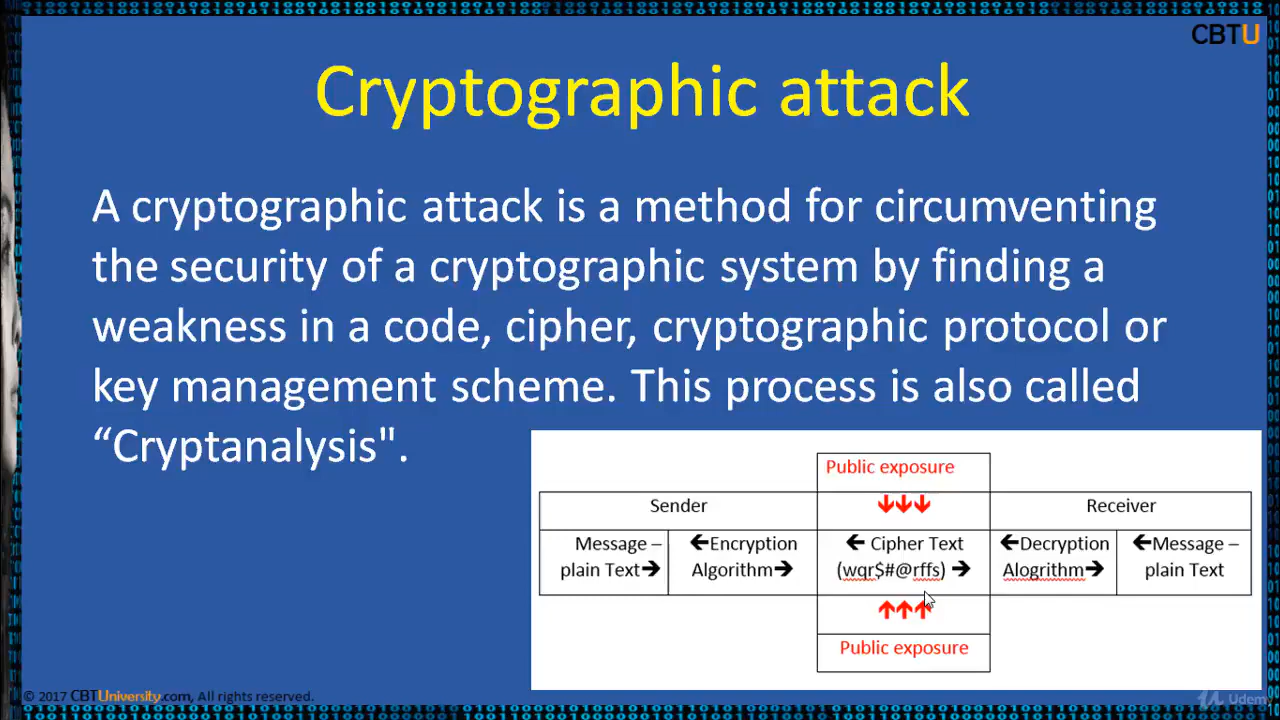 CBTU
Cryptographic attack
A cryptographic attack is a method for circumventing
the security of a cryptographic system by finding a
weakness in a code, cipher, cryptographic protocol or
key management scheme. This process is also called
“Cryptanalysis".
Public exposure
Sender
↓↓↓
Receiver
Message –
plain Text→
←Encryption
Algorithm→
← Cipher Text
(wqr$#@rffs) →
←Decryption
Alogrithm→
←Message –
plain Text
↑↑↑
Public exposure
© 2017 CBTUniversity.com, All rights reserved.
Udemy